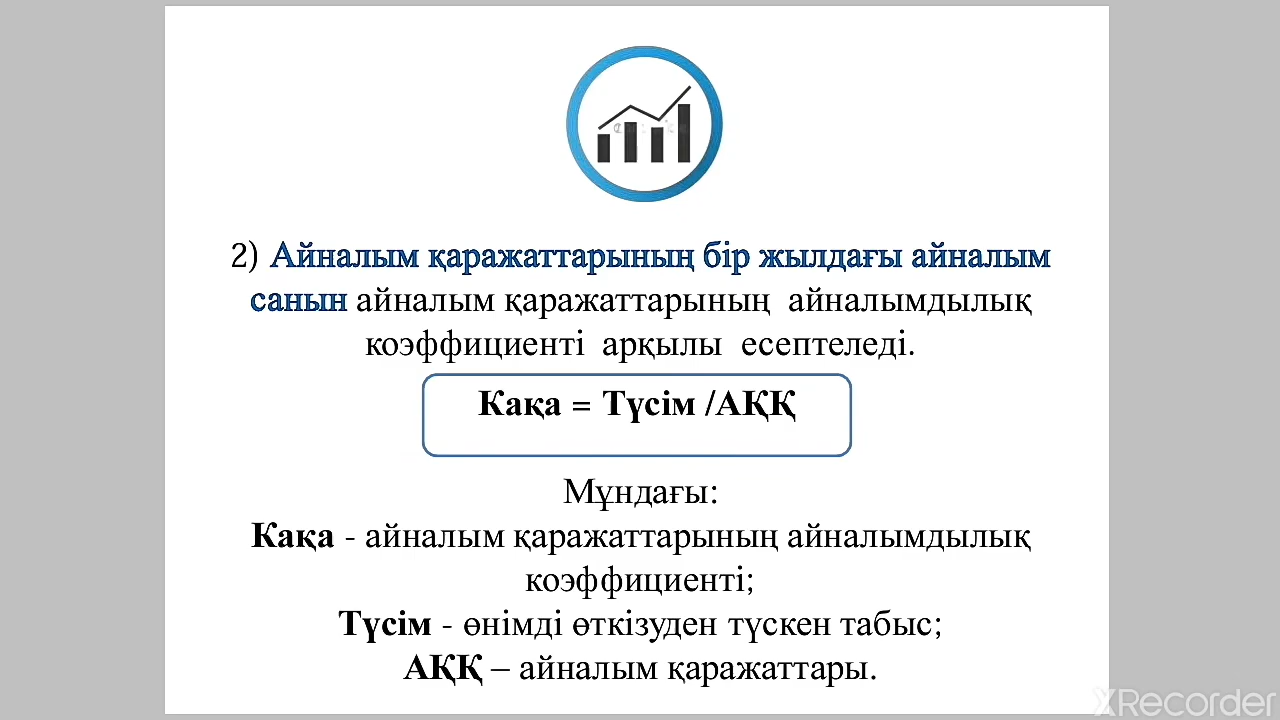 2) Айналым қаражаттарының бір жылдағы айналым
санын айналым қаражаттарының айналымдылық
коэффициенті арқылы есептеледі.
Кақа = Түсім /АҚҚ
Мұндағы:
Кақа - айналым қаражаттарының айналымдылық
коэффициенті;
Түсім - өнімді өткізуден түскен табыс;
АҚҚ – айналым қаражаттары.
XRecorder